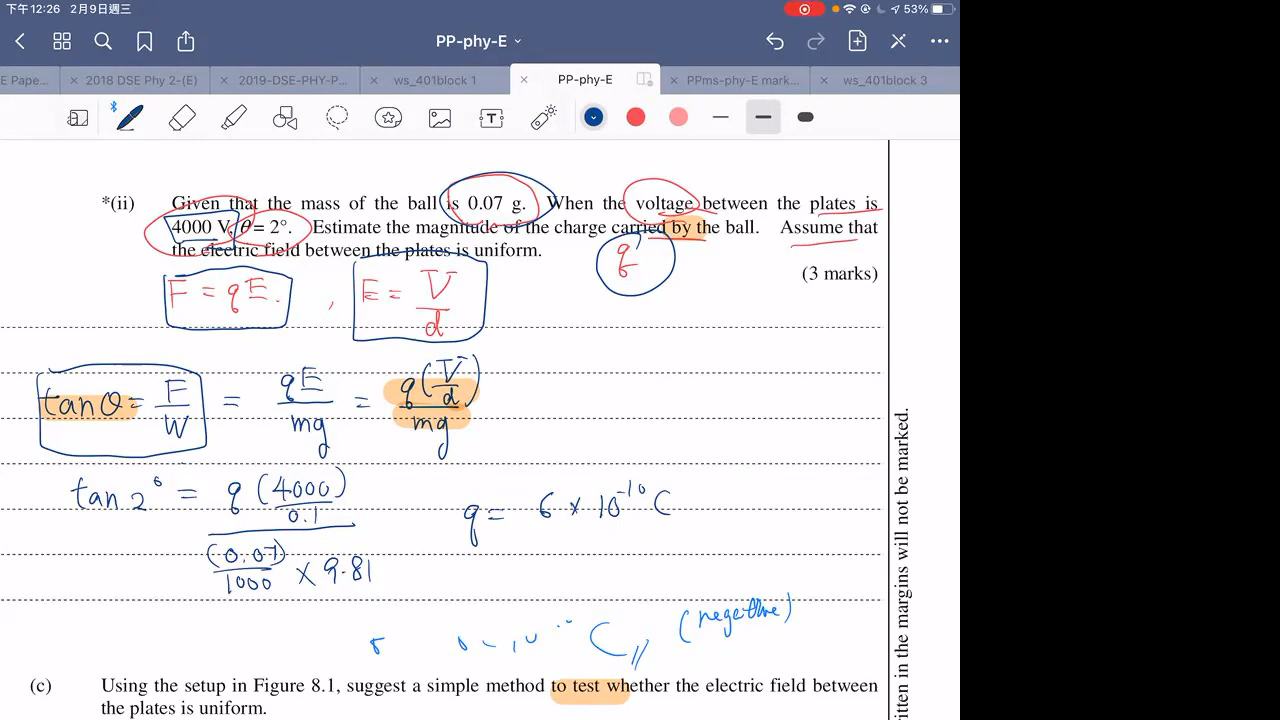 下午12:26 2月9日週三
53%
PP-phy-E
E Pape...
2018 DSE Phy 2-(E)
2019-DSE-PHY-P...
ws_401block 1
PP-phy-E
PPms-phy-E mark...
ws_401block 3
*(ii) Given that the mass of the ball is 0.07 g. When the voltage between the plates is
4000 V, θ = 2°. Estimate the magnitude of the charge carried by the ball. Assume that
the electric field between the plates is uniform.
q
(3 marks)
F = qE. , E = V/d
tanθ = F/W = qE/mg = q(V/d)/mg
tan 2° = q(4000/0.1)/((0.07)/1000 × 9.81)
q = 6 × 10⁻¹⁰ C
C// (negative)
(c) Using the setup in Figure 8.1, suggest a simple method to test whether the electric field between
the plates is uniform.
written in the margins will not be marked.